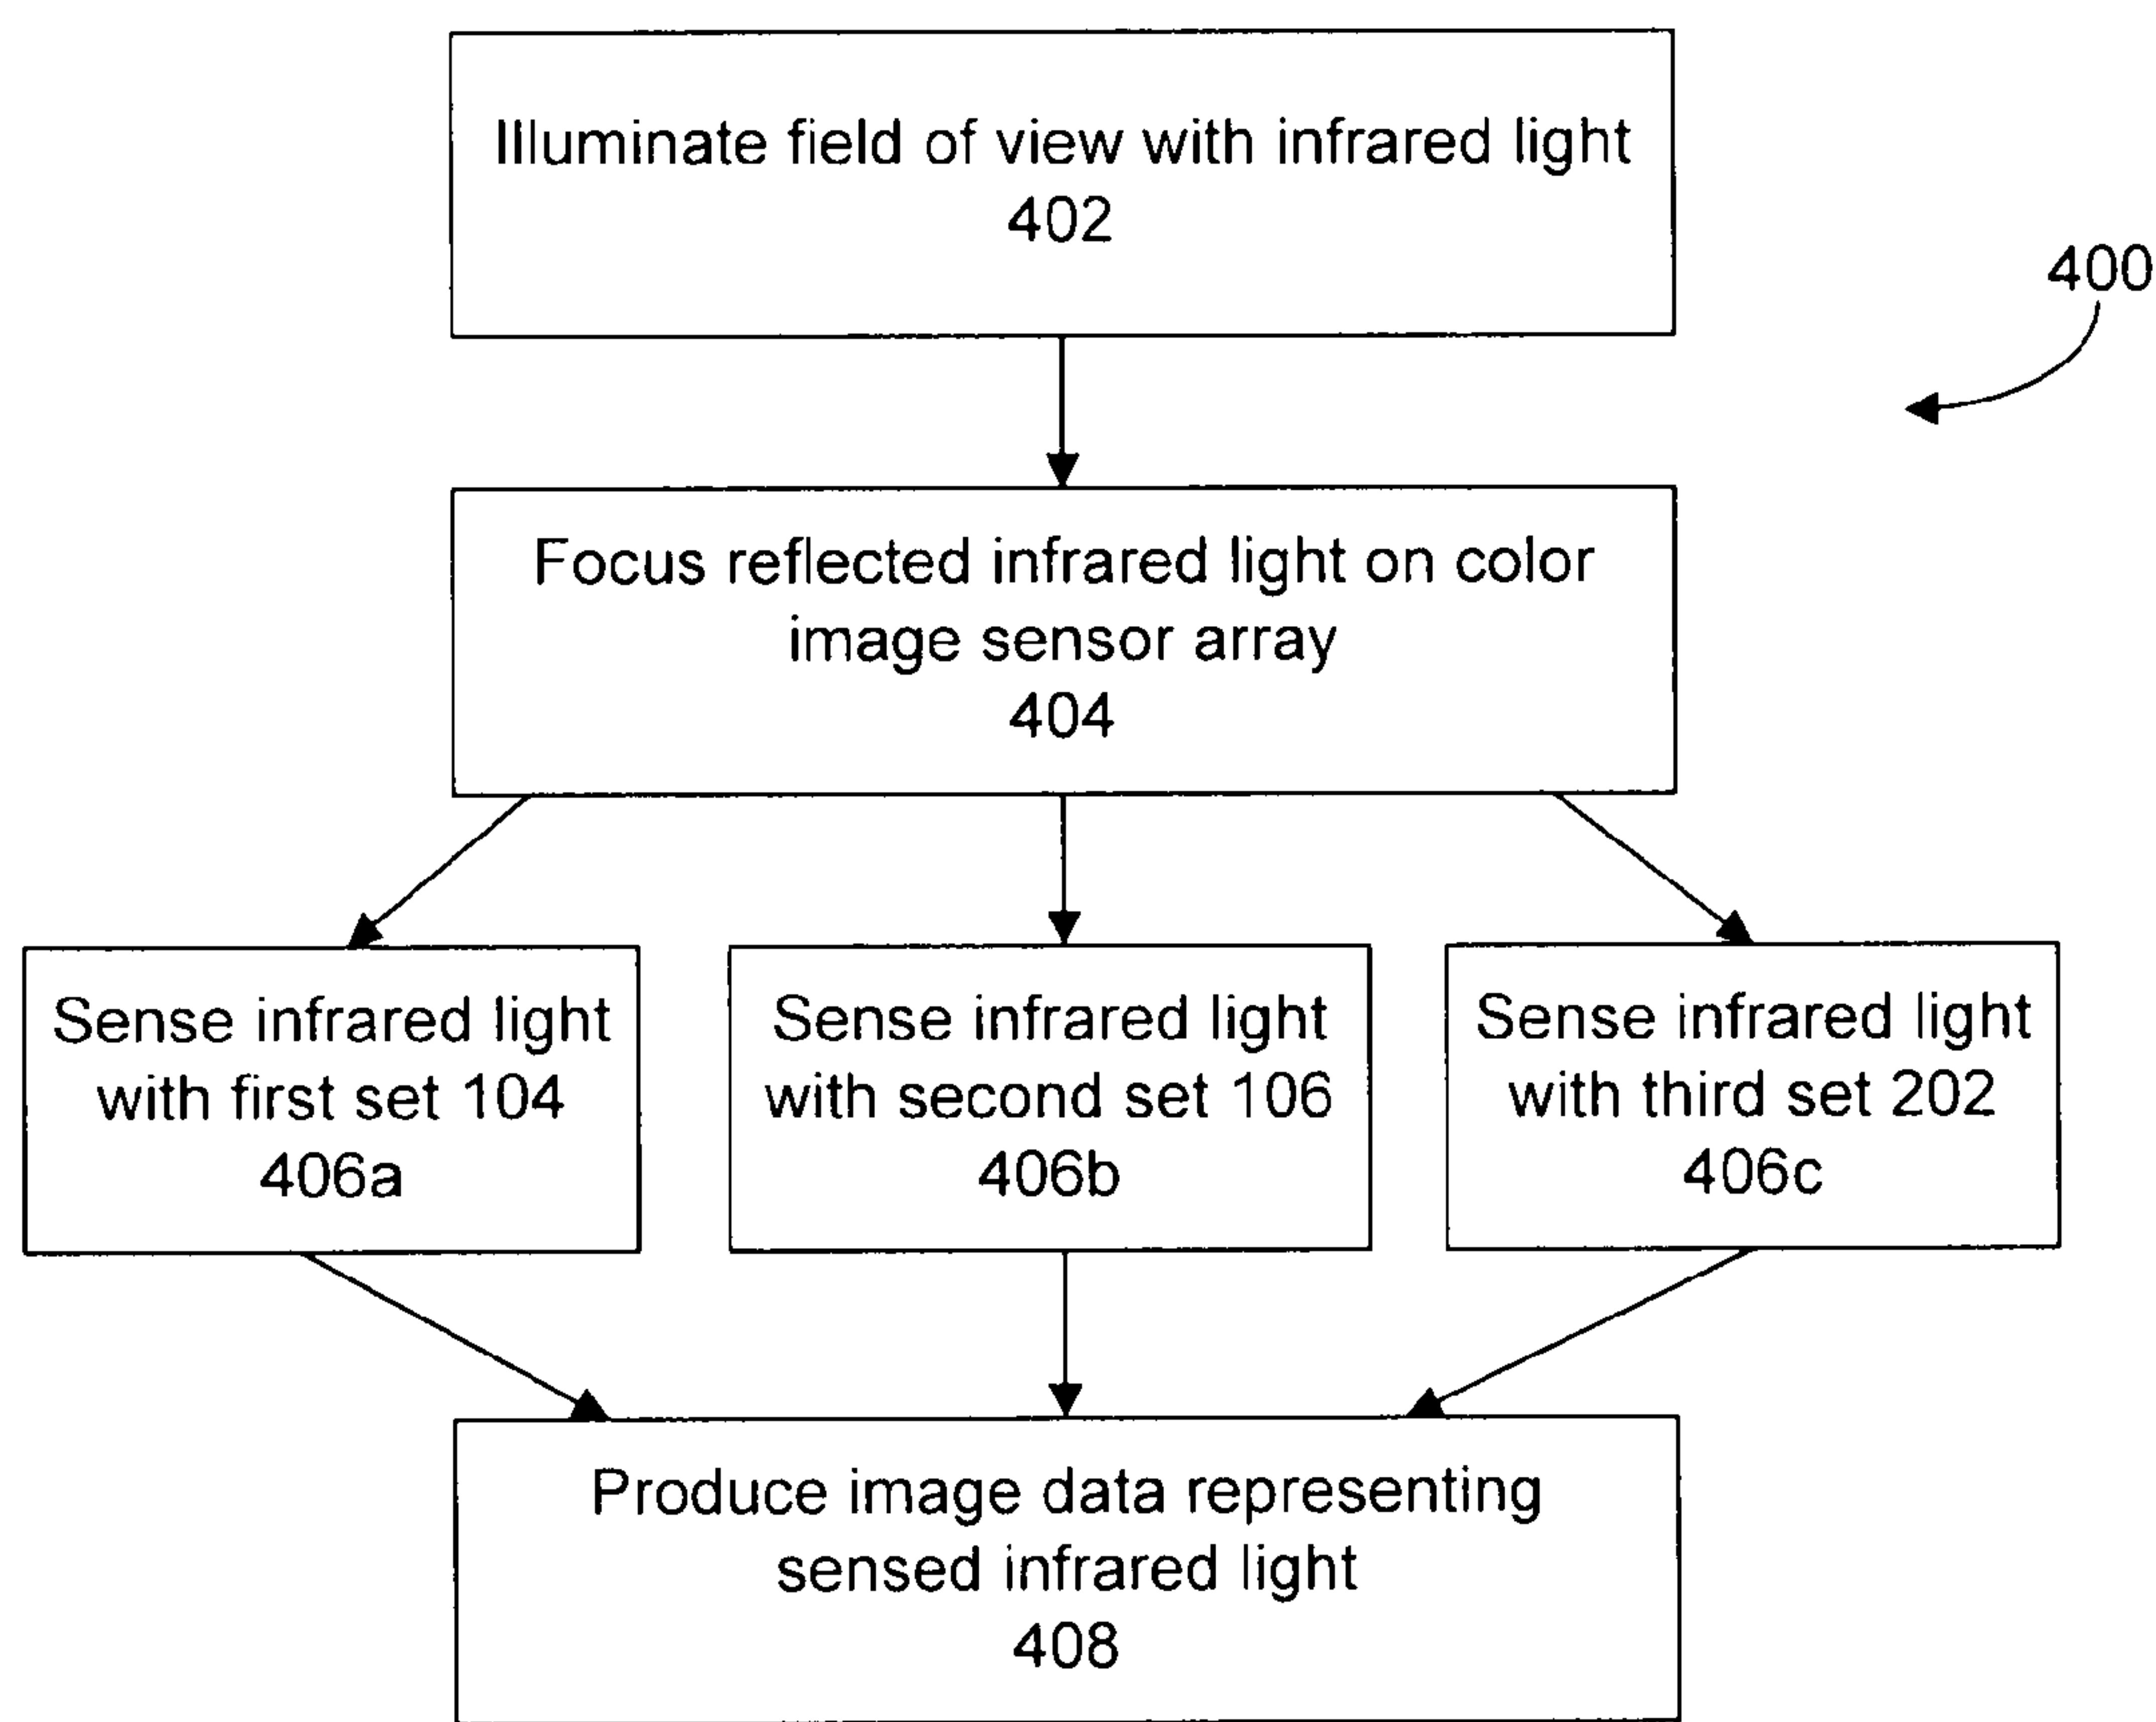 Illuminate field of view with infrared light
402
400
Focus reflected infrared light on color
image sensor array
404
Sense infrared light
with first set 104
406a
Sense infrared light
with second set 106
406b
Sense infrared light
with third set 202
406c
Produce image data representing
sensed infrared light
408